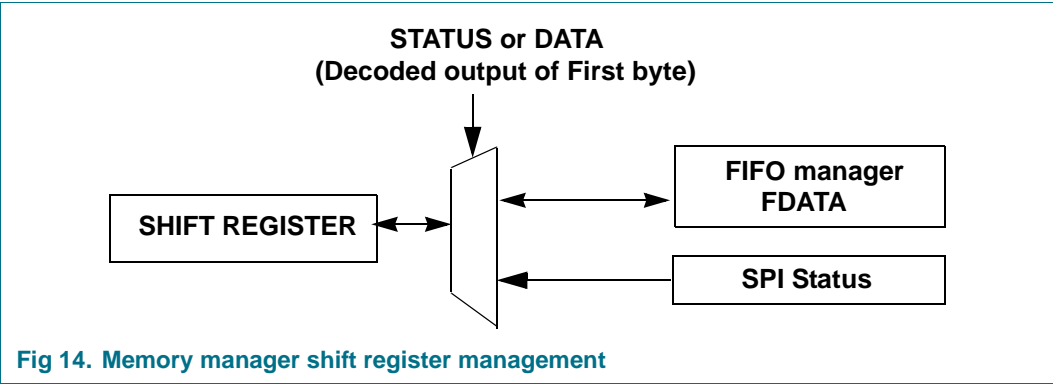 STATUS or DATA
(Decoded output of First byte)
FIFO manager
FDATA
SHIFT REGISTER
SPI Status
Fig 14. Memory manager shift register management